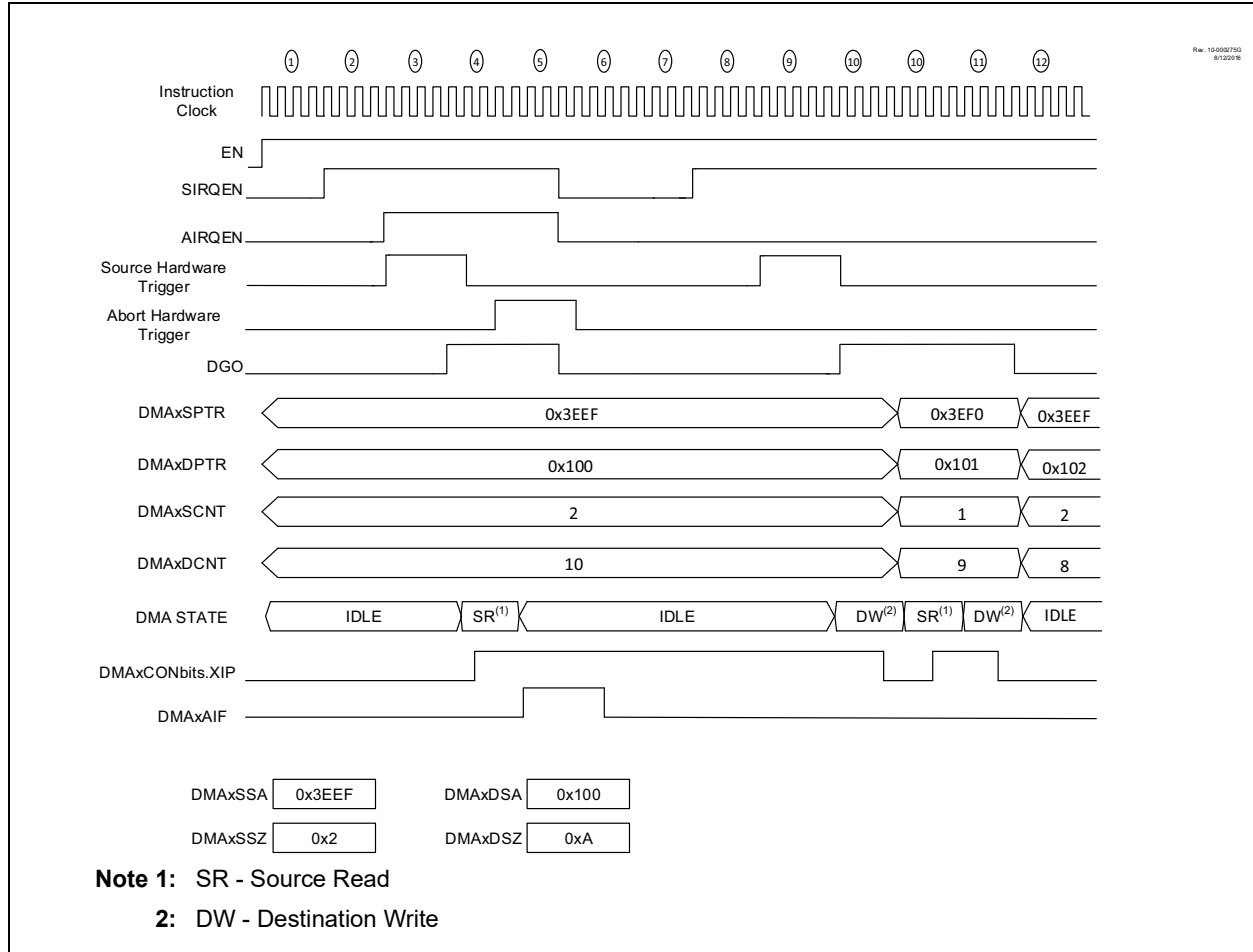 Rev. 10-000275G
8/12/2016
1 2 3 4 5 6 7 8 9 10 10 11 12
Instruction
Clock
EN
SIRQEN
AIRQEN
Source Hardware
Trigger
Abort Hardware
Trigger
DGO
DMAxSPTR 0x3EEF 0x3EF0 0x3EEF
DMAxDPTR 0x100 0x101 0x102
DMAxSCNT 2 1 2
DMAxDCNT 10 9 8
DMA STATE IDLE SR(1) IDLE DW(2) SR(1) DW(2) IDLE
DMAxCONbits.XIP
DMAxAIF
DMAxSSA 0x3EEF DMAxDSA 0x100
DMAxSSZ 0x2 DMAxDSZ 0xA
Note 1: SR - Source Read
2: DW - Destination Write